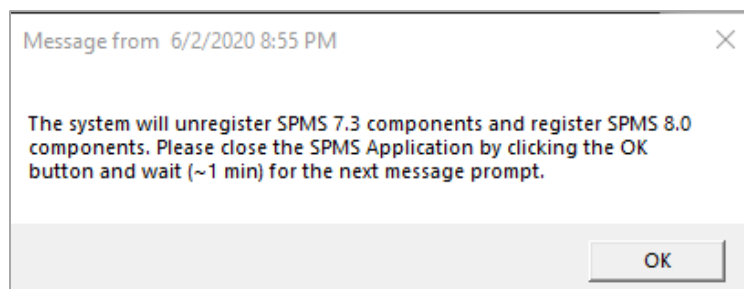 Message from 6/2/2020 8:55 PM
The system will unregister SPMS 7.3 components and register SPMS 8.0
components. Please close the SPMS Application by clicking the OK
button and wait (~1 min) for the next message prompt.
OK